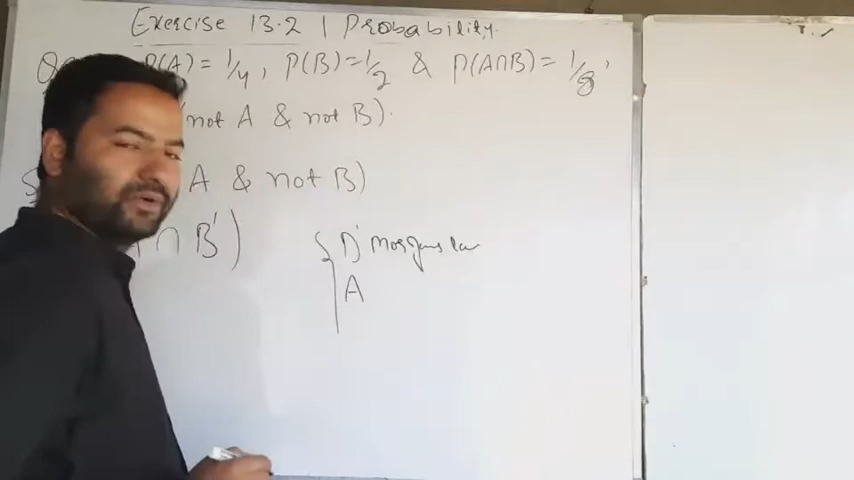 Exercise 13.2 | Probability.
P(A) = 1/4, P(B) = 1/2 & P(A∩B) = 1/8,
not A & not B).
A & not B)
∩ B')
D'Morgans law
A